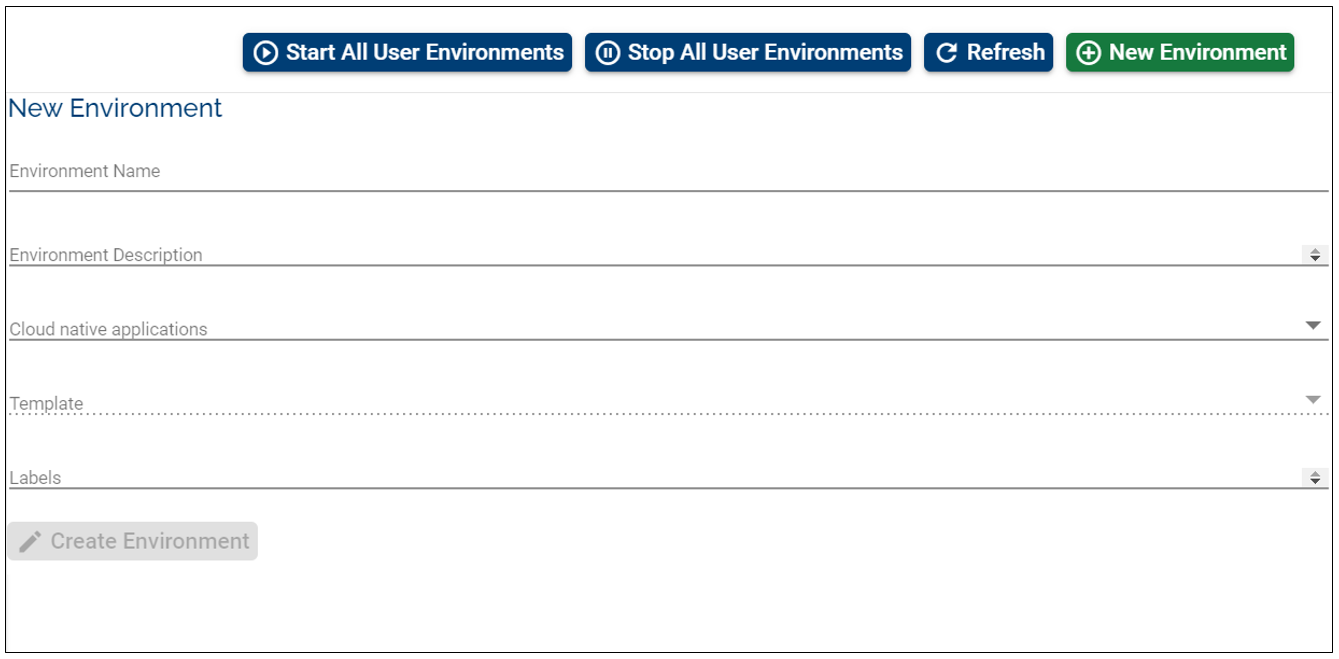 Start All User Environments Stop All User Environments Refresh New Environment
New Environment
Environment Name
Environment Description
Cloud native applications
Template
Labels
Create Environment